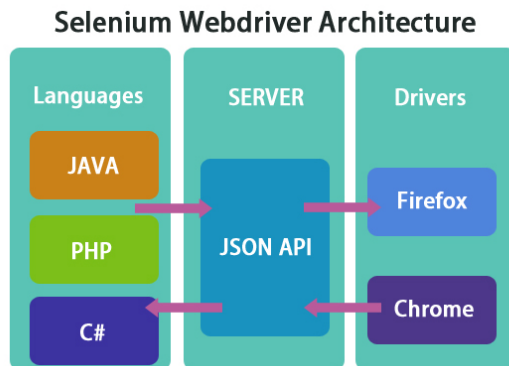 Selenium Webdriver Architecture
Languages
JAVA
PHP
C#
SERVER
JSON API
Drivers
Firefox
Chrome